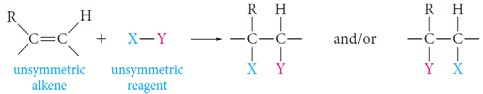 R H R H R H
C=C + X—Y —C—C— and/or —C—C—
X Y Y X
unsymmetric unsymmetric
alkene reagent